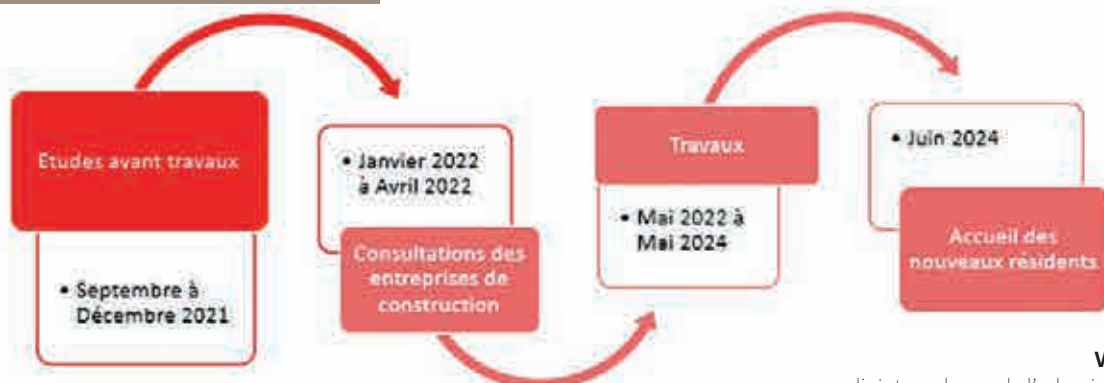 Etudes avant travaux
• Septembre à
Décembre 2021
• Janvier 2022
à Avril 2022
Consultations des
entreprises de
construction
Travaux
• Mai 2022 à
Mai 2024
• Juin 2024
Accueil des
nouveaux résidents